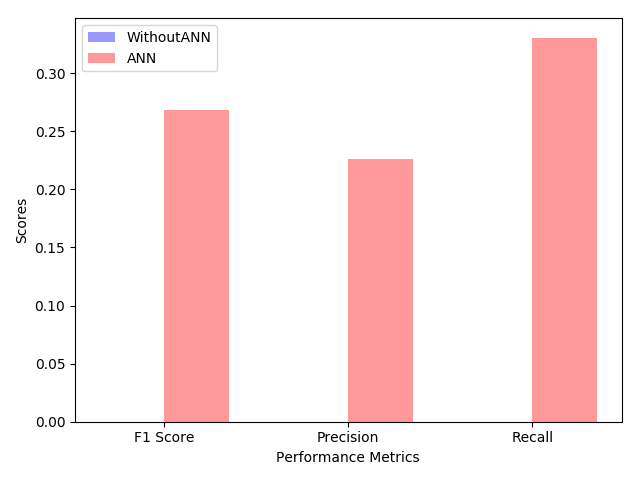 WithoutANN
ANN
0.30
0.25
0.20
0.15
0.10
0.05
0.00
Scores
F1 Score Precision Recall
Performance Metrics